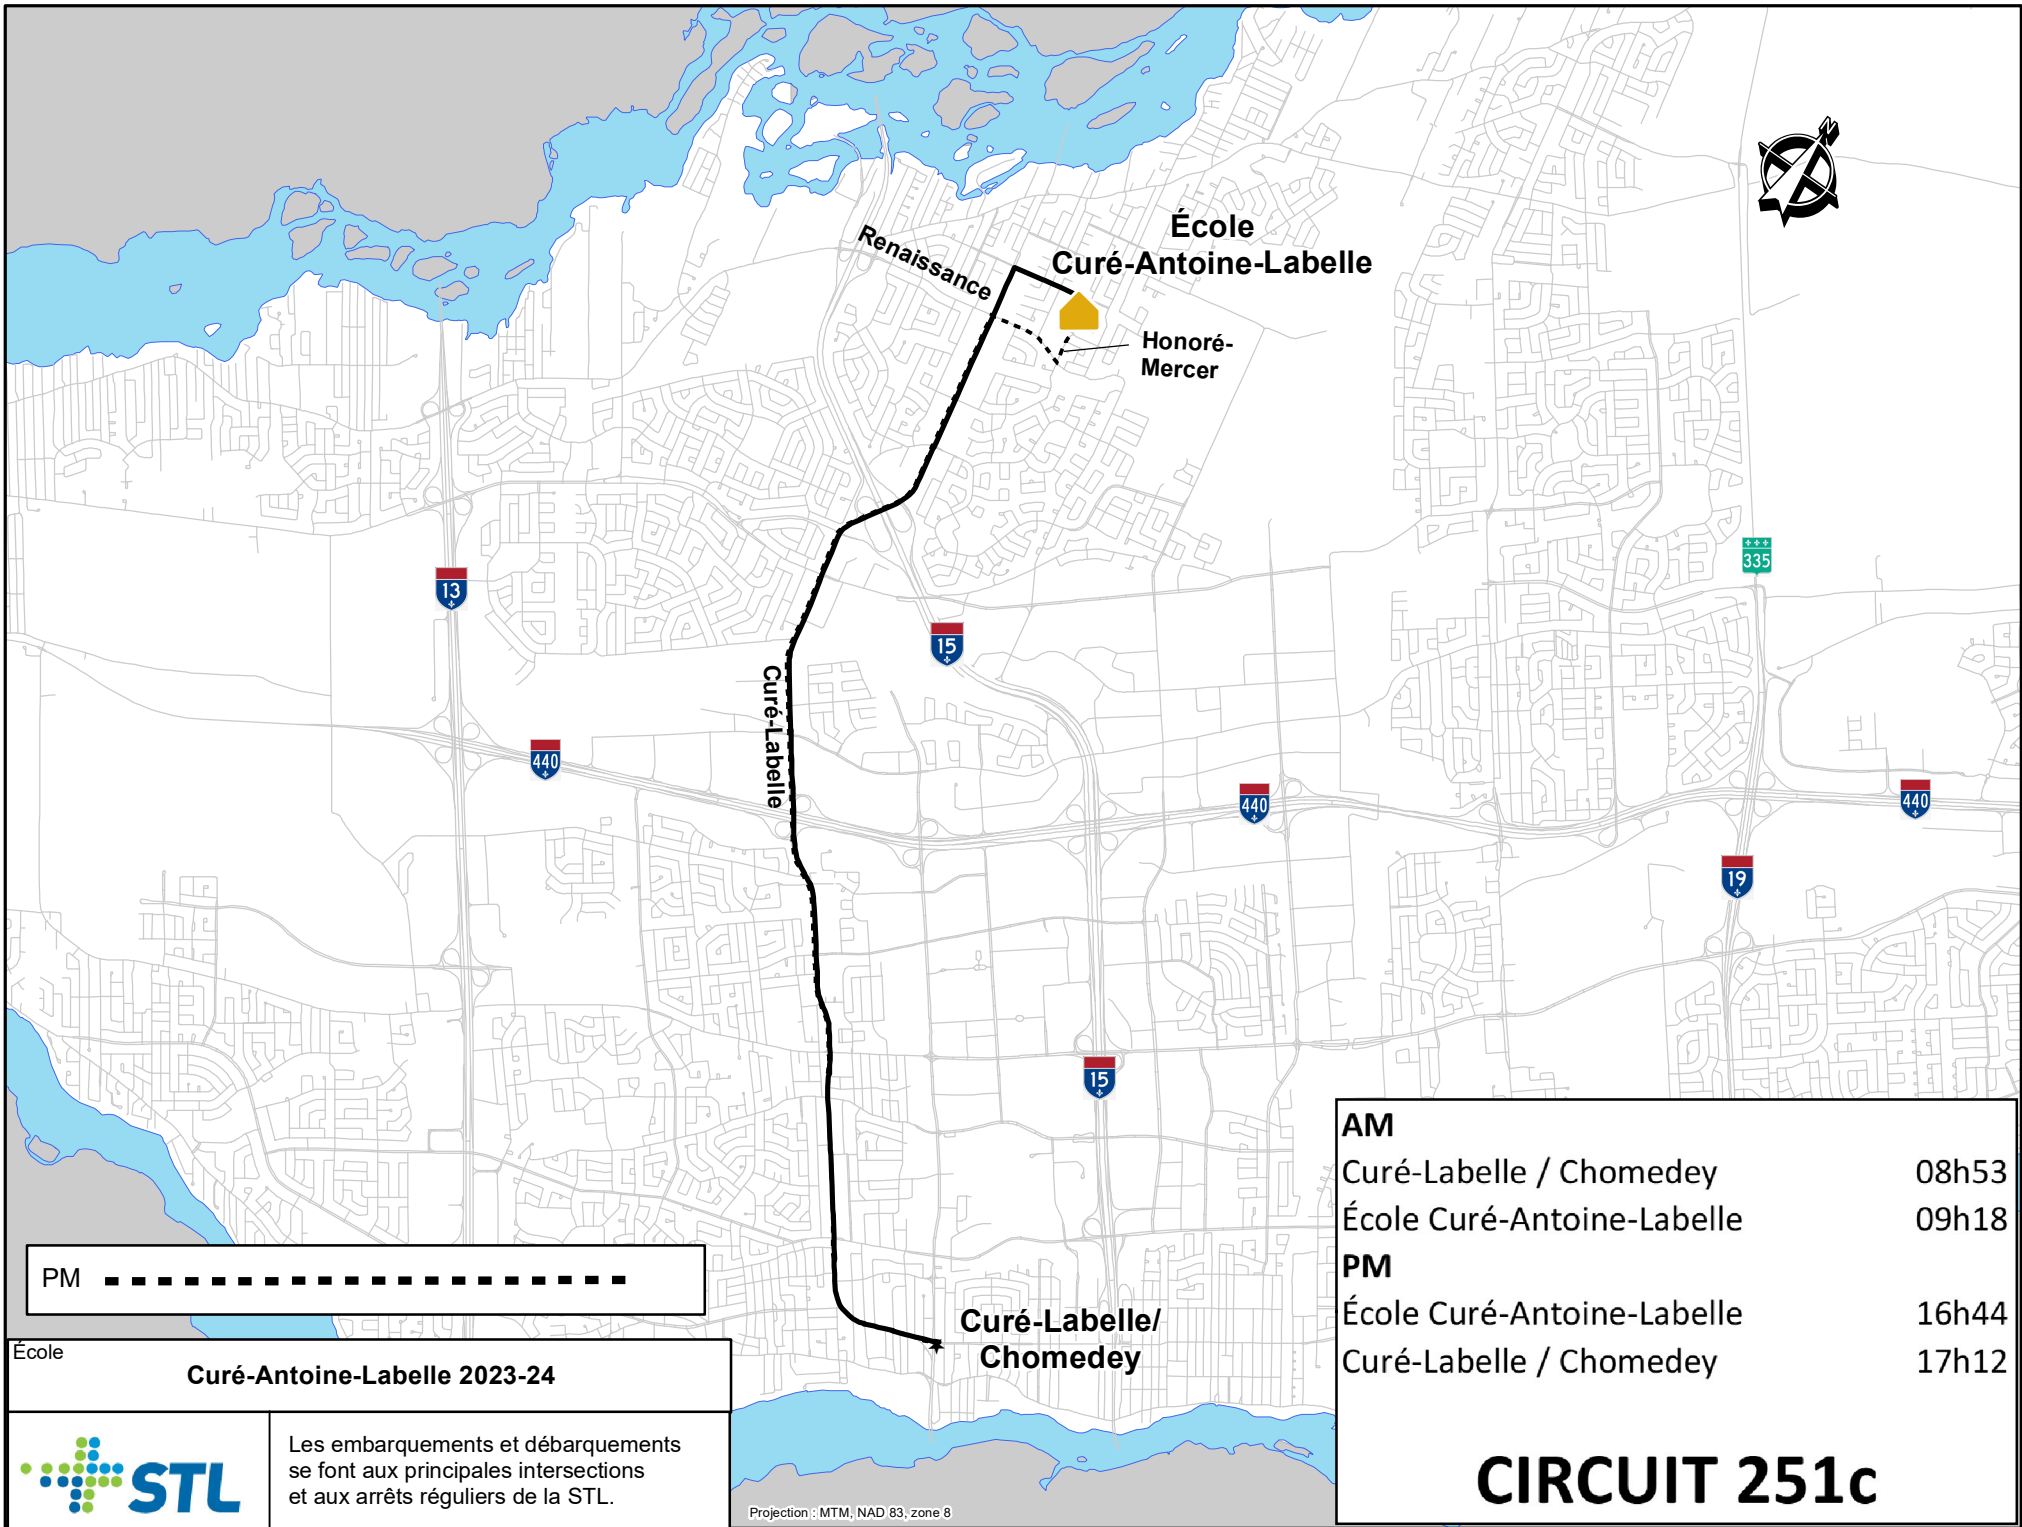 N
École
Curé-Antoine-Labelle
Renaissance
Honoré-
Mercer
335
13
15
Curé-Labelle
440
440
440
19
15
Curé-Labelle/
Chomedey
AM
Curé-Labelle / Chomedey 08h53
École Curé-Antoine-Labelle 09h18
PM
École Curé-Antoine-Labelle 16h44
Curé-Labelle / Chomedey 17h12
CIRCUIT 251c
PM
École
Curé-Antoine-Labelle 2023-24
STL
Les embarquements et débarquements
se font aux principales intersections
et aux arrêts réguliers de la STL.
Projection : MTM, NAD 83, zone 8